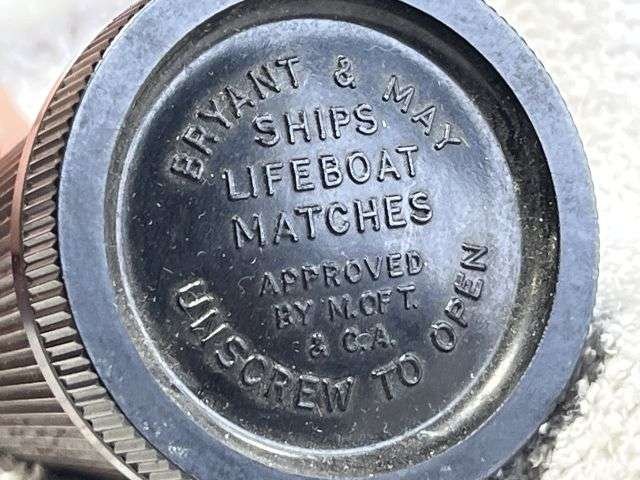 BRYANT & MAY
SHIPS
LIFEBOAT
MATCHES
APPROVED
BY M. OF T.
& C.A.
UNSCREW TO OPEN